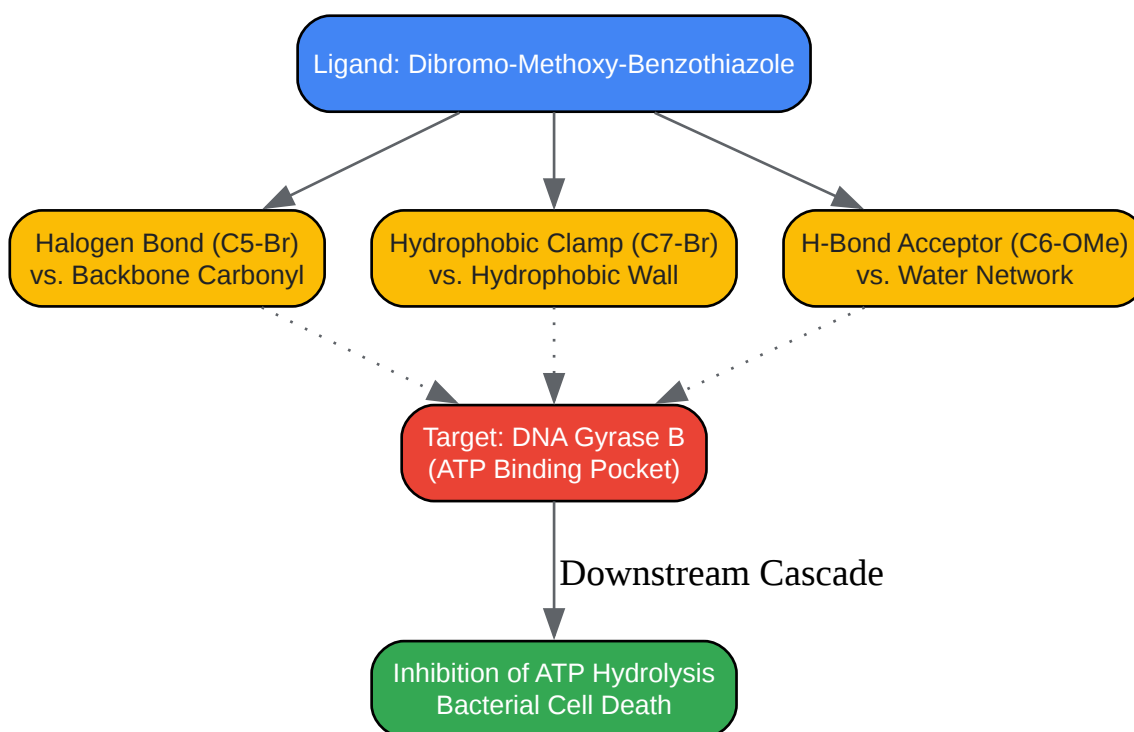 Ligand: Dibromo-Methoxy-Benzothiazole
Halogen Bond (C5-Br)
vs. Backbone Carbonyl
Hydrophobic Clamp (C7-Br)
vs. Hydrophobic Wall
H-Bond Acceptor (C6-OMe)
vs. Water Network
Target: DNA Gyrase B
(ATP Binding Pocket)
Downstream Cascade
Inhibition of ATP Hydrolysis
Bacterial Cell Death